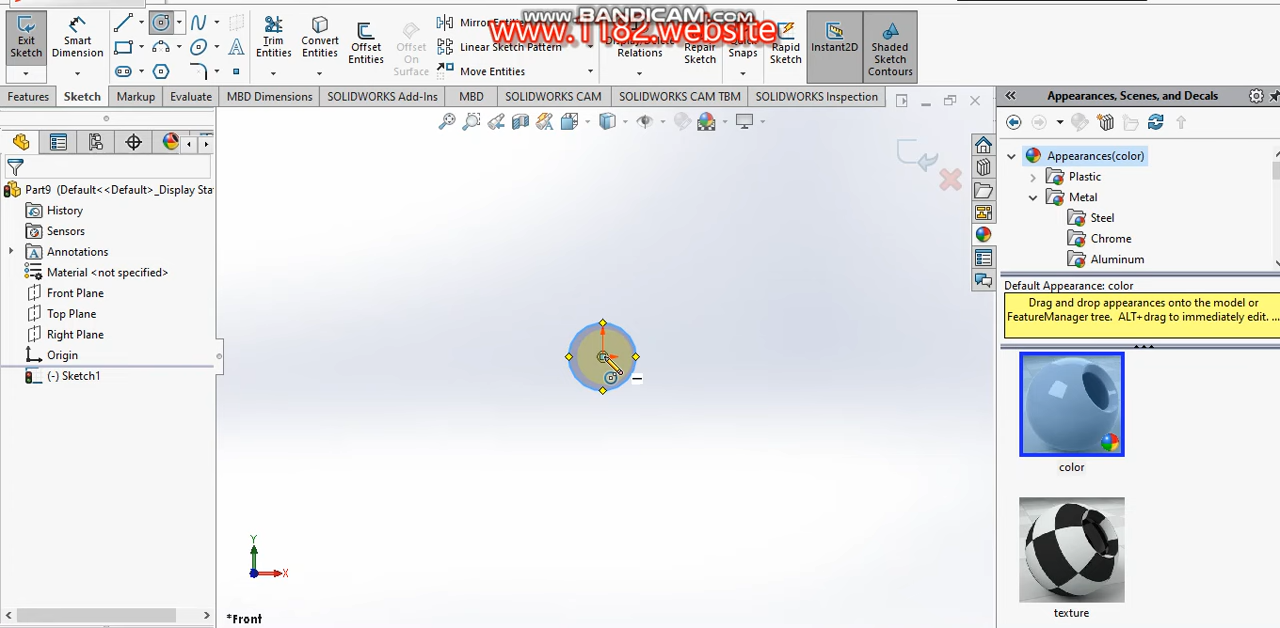 www.BANDICAM.com
www.1182.website
Exit Sketch
Smart Dimension
Trim Entities
Convert Entities
Offset Entities
Offset On Surface
Mirror Entities
Linear Sketch Pattern
Move Entities
Relations
Repair Sketch
Snaps
Rapid Sketch
Instant2D
Shaded Sketch Contours
Features
Sketch
Markup
Evaluate
MBD Dimensions
SOLIDWORKS Add-Ins
MBD
SOLIDWORKS CAM
SOLIDWORKS CAM TBM
SOLIDWORKS Inspection
Part9 (Default<<Default>_Display Sta
History
Sensors
Annotations
Material <not specified>
Front Plane
Top Plane
Right Plane
Origin
(-) Sketch1
Y
X
*Front
Appearances, Scenes, and Decals
Appearances(color)
Plastic
Metal
Steel
Chrome
Aluminum
Default Appearance: color
Drag and drop appearances onto the model or
FeatureManager tree. ALT+drag to immediately edit. ...
color
texture